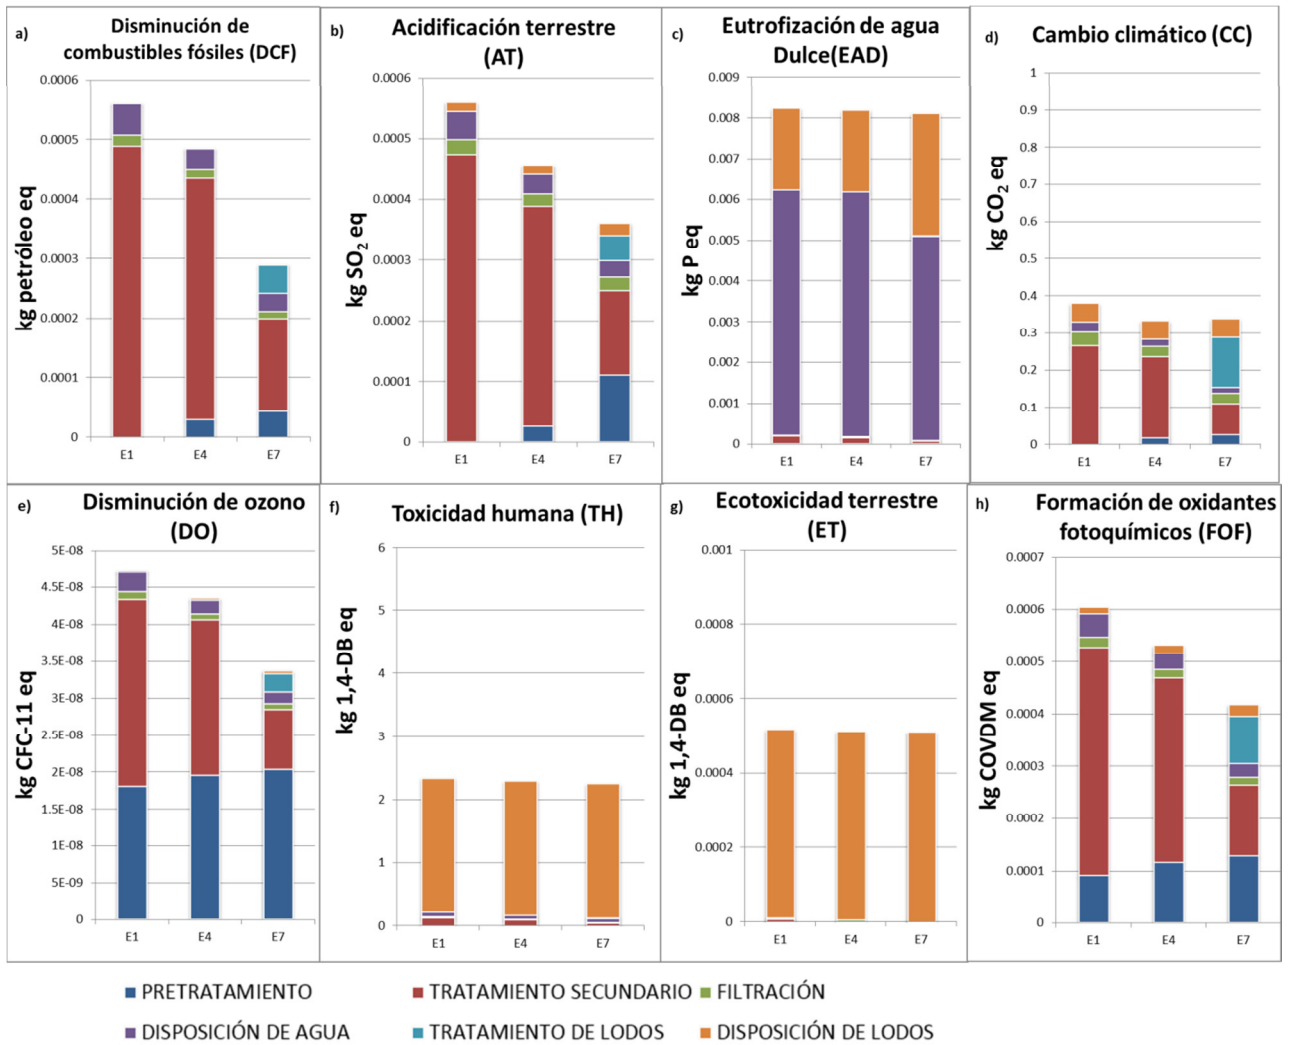 a) Disminución de
combustibles fósiles (DCF)
kg petróleo eq
0.0006
0.0005
0.0004
0.0003
0.0002
0.0001
0
E1 E4 E7
b) Acidificación terrestre
(AT)
kg SO2 eq
0.0006
0.0005
0.0004
0.0003
0.0002
0.0001
0
E1 E4 E7
c) Eutrofización de agua
Dulce(EAD)
kg P eq
0.009
0.008
0.007
0.006
0.005
0.004
0.003
0.002
0.001
0
E1 E4 E7
d) Cambio climático (CC)
kg CO2 eq
1
0.9
0.8
0.7
0.6
0.5
0.4
0.3
0.2
0.1
0
E1 E4 E7
e) Disminución de ozono
(DO)
kg CFC-11 eq
5E-08
4.5E-08
4E-08
3.5E-08
3E-08
2.5E-08
2E-08
1.5E-08
1E-08
5E-09
0
E1 E4 E7
f) Toxicidad humana (TH)
kg 1,4-DB eq
6
5
4
3
2
1
0
E1 E4 E7
g) Ecotoxicidad terrestre
(ET)
kg 1,4-DB eq
0.001
0.0008
0.0006
0.0004
0.0002
0
E1 E4 E7
h) Formación de oxidantes
fotoquímicos (FOF)
kg COVDM eq
0.0007
0.0006
0.0005
0.0004
0.0003
0.0002
0.0001
0
E1 E4 E7
PRETRATAMIENTO TRATAMIENTO SECUNDARIO FILTRACIÓN
DISPOSICIÓN DE AGUA TRATAMIENTO DE LODOS DISPOSICIÓN DE LODOS